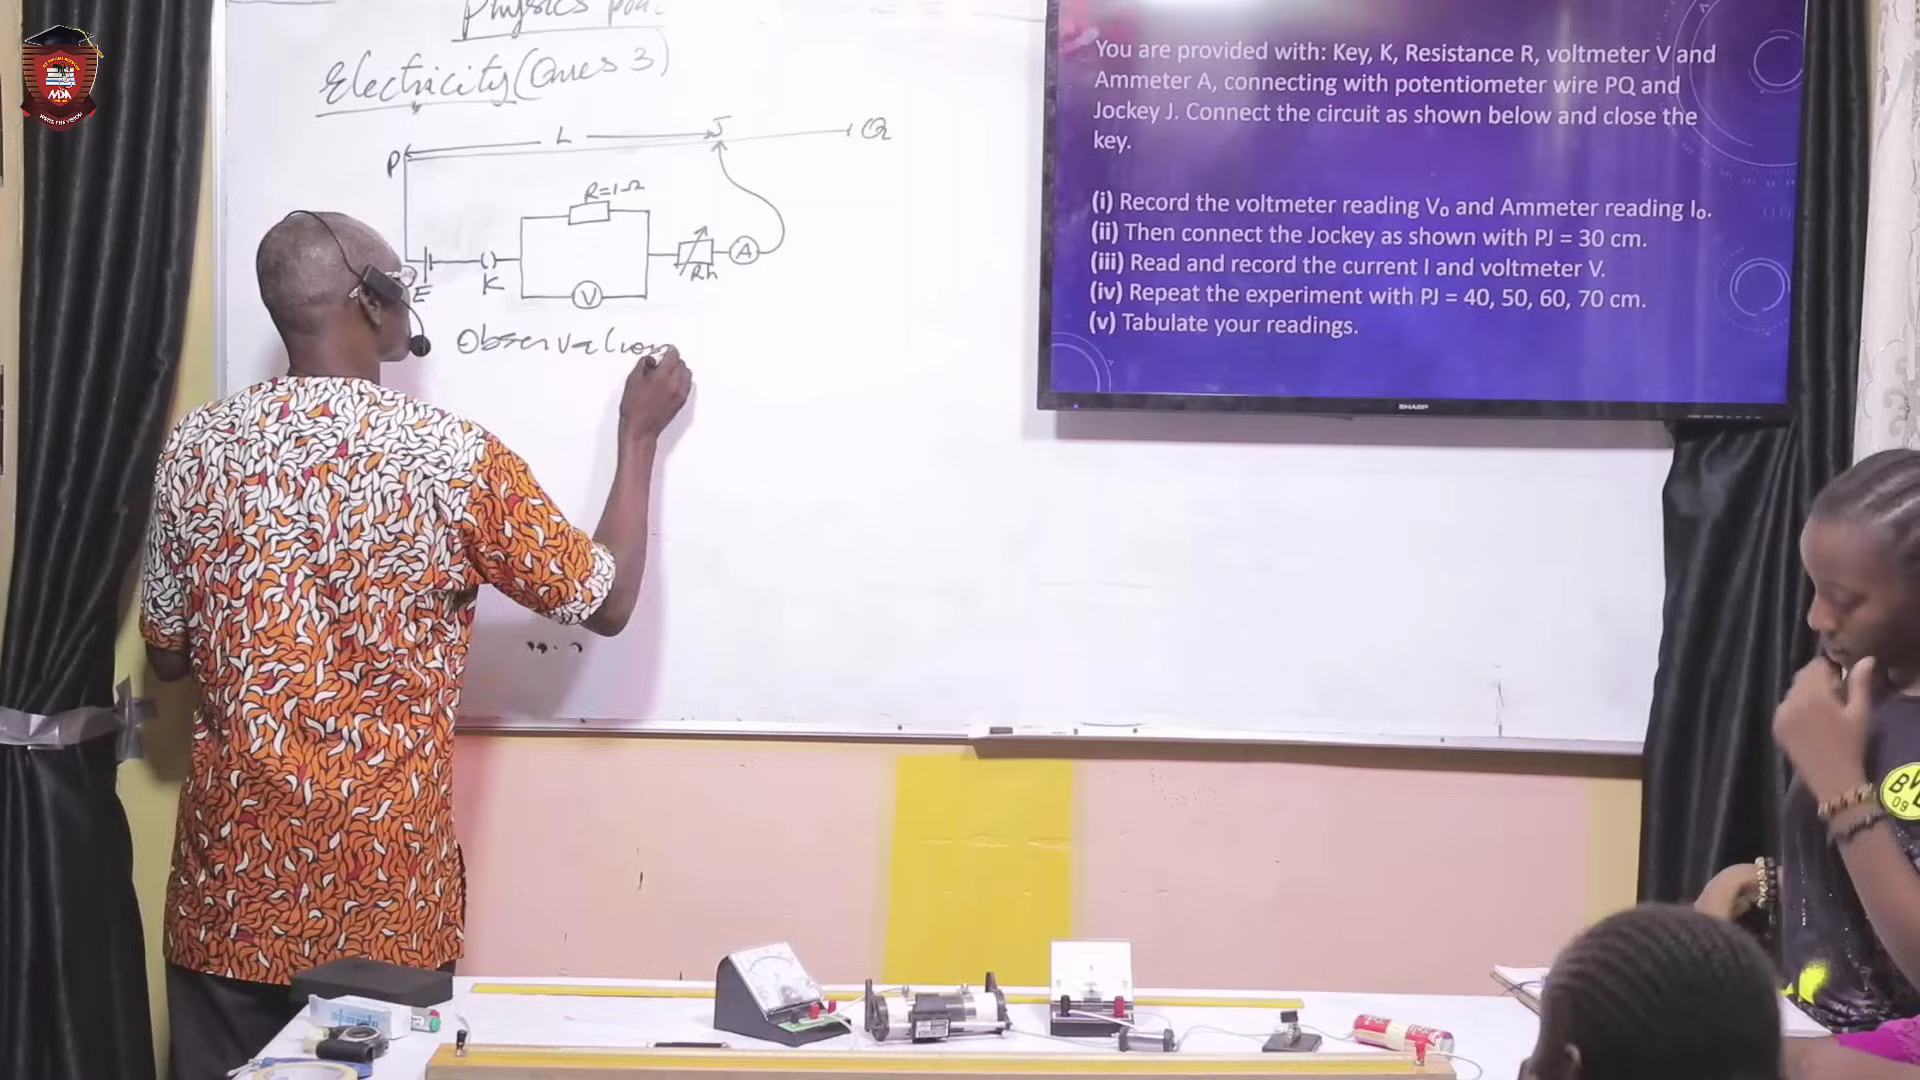 Physics
Electricity (Ques 3)
L
J
Q
P
R=1Ω
A
Rh
E
K
V
Observation
You are provided with: Key, K, Resistance R, voltmeter V and
Ammeter A, connecting with potentiometer wire PQ and
Jockey J. Connect the circuit as shown below and close the
key.
(i) Record the voltmeter reading V₀ and Ammeter reading I₀.
(ii) Then connect the Jockey as shown with PJ = 30 cm.
(iii) Read and record the current I and voltmeter V.
(iv) Repeat the experiment with PJ = 40, 50, 60, 70 cm.
(v) Tabulate your readings.
SHARP
MDA
09